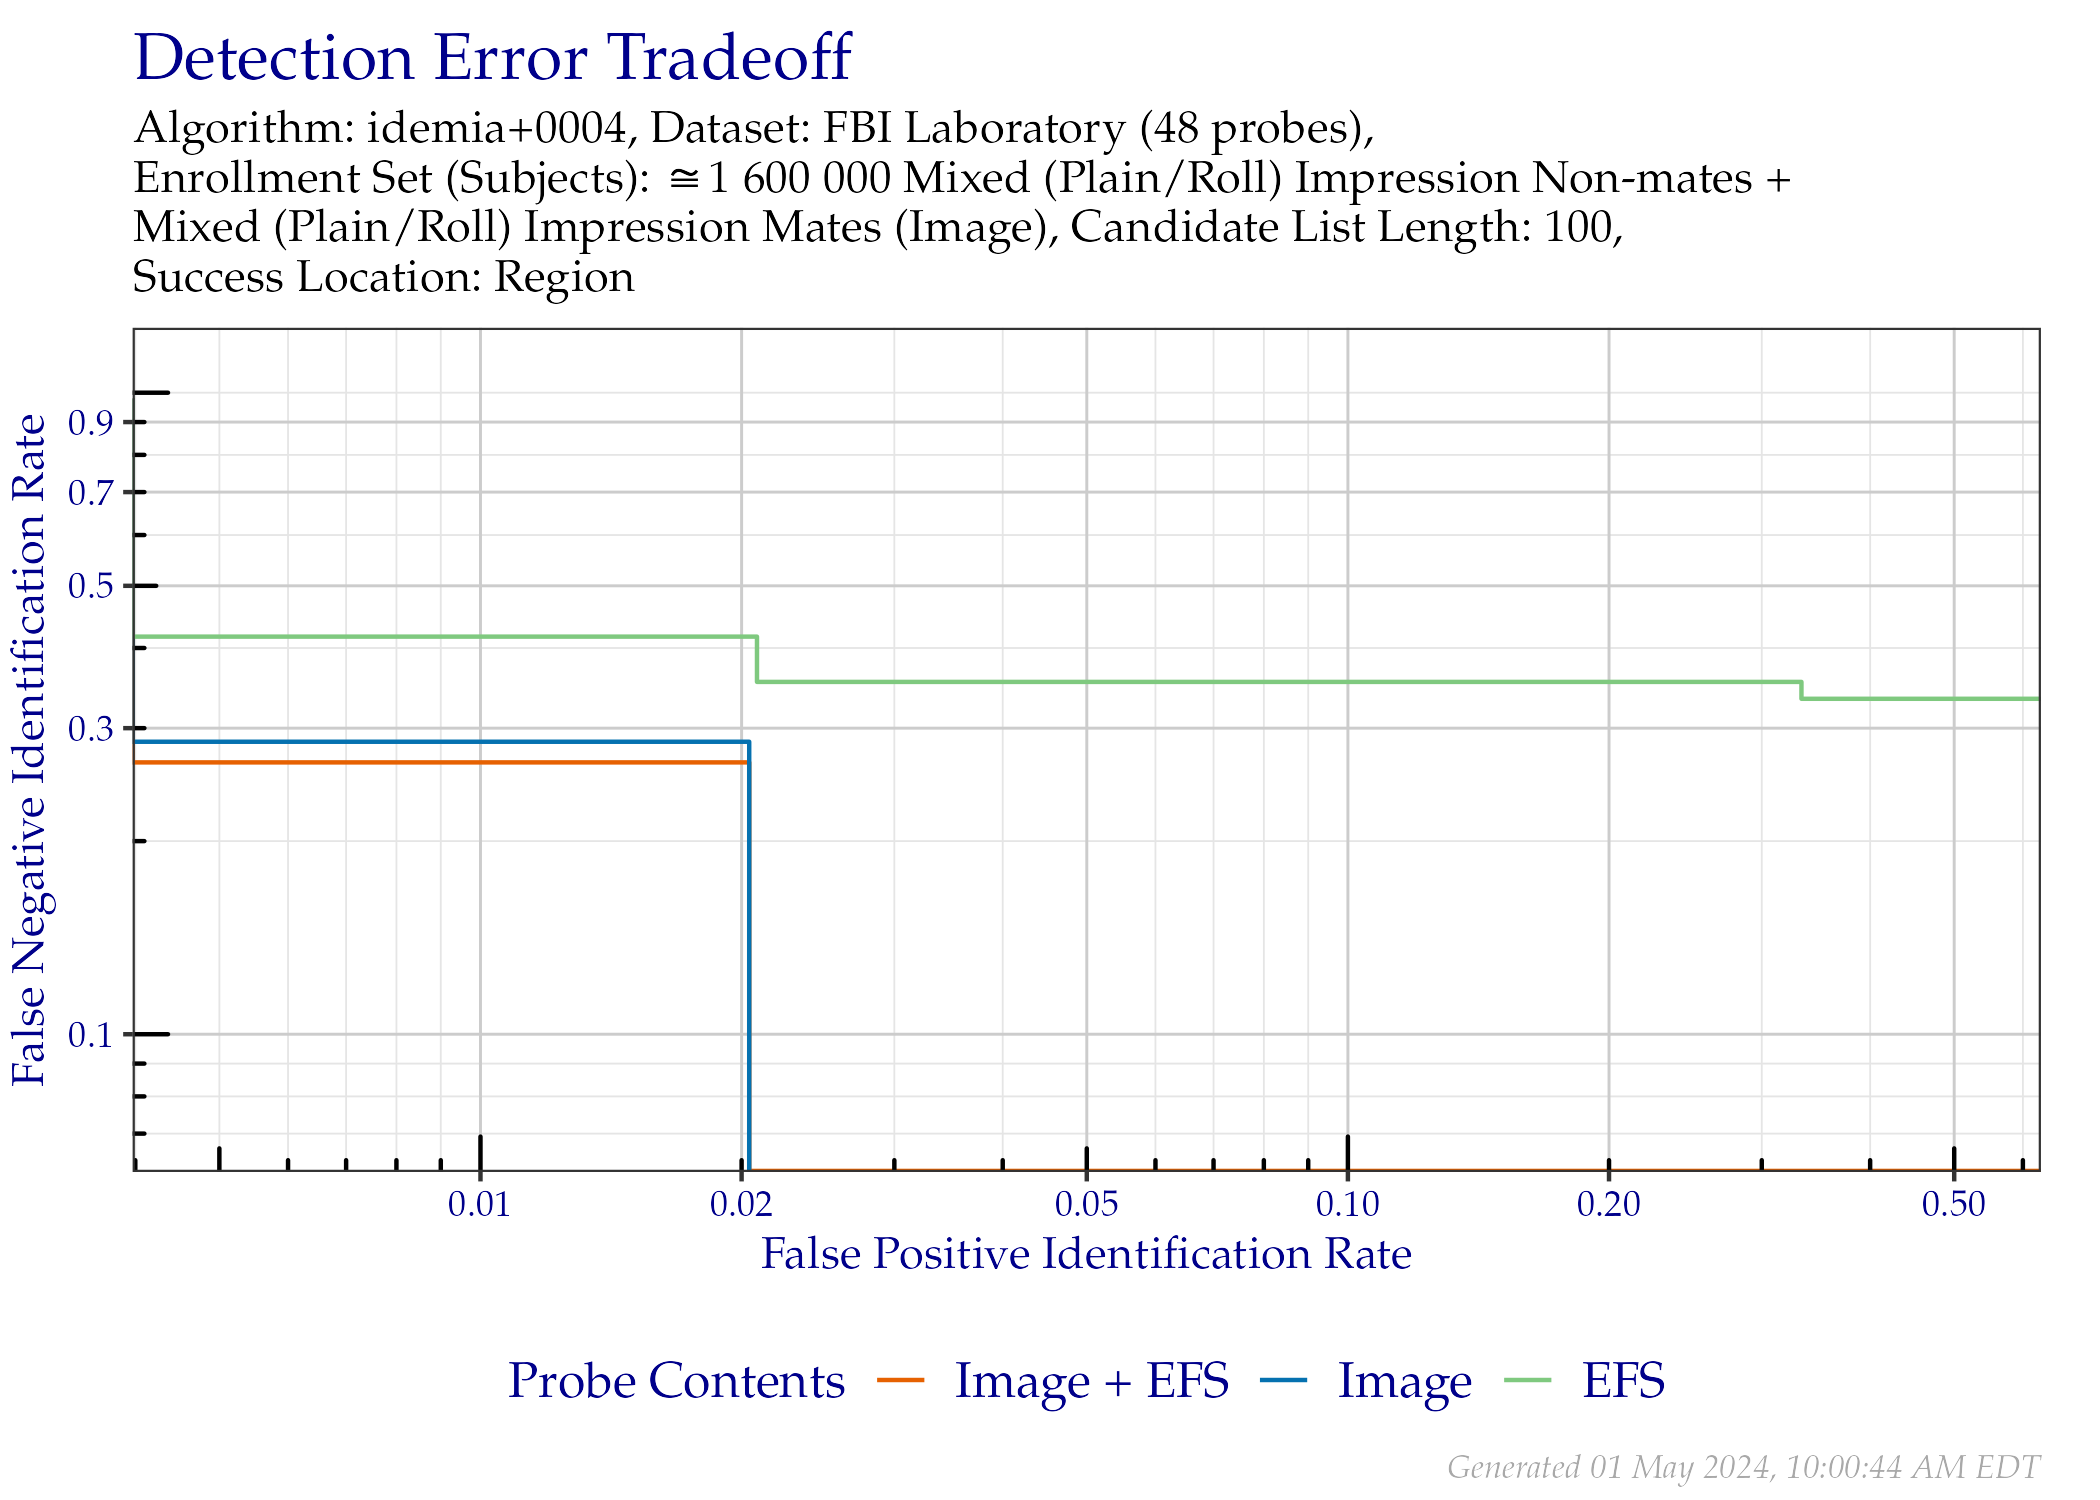 Detection Error Tradeoff
Algorithm: idemia+0004, Dataset: FBI Laboratory (48 probes),
Enrollment Set (Subjects): ≅1 600 000 Mixed (Plain/Roll) Impression Non-mates +
Mixed (Plain/Roll) Impression Mates (Image), Candidate List Length: 100,
Success Location: Region
False Negative Identification Rate
0.9
0.7
0.5
0.3
0.1
0.01 0.02 0.05 0.10 0.20 0.50
False Positive Identification Rate
Probe Contents Image + EFS Image EFS
Generated 01 May 2024, 10:00:44 AM EDT